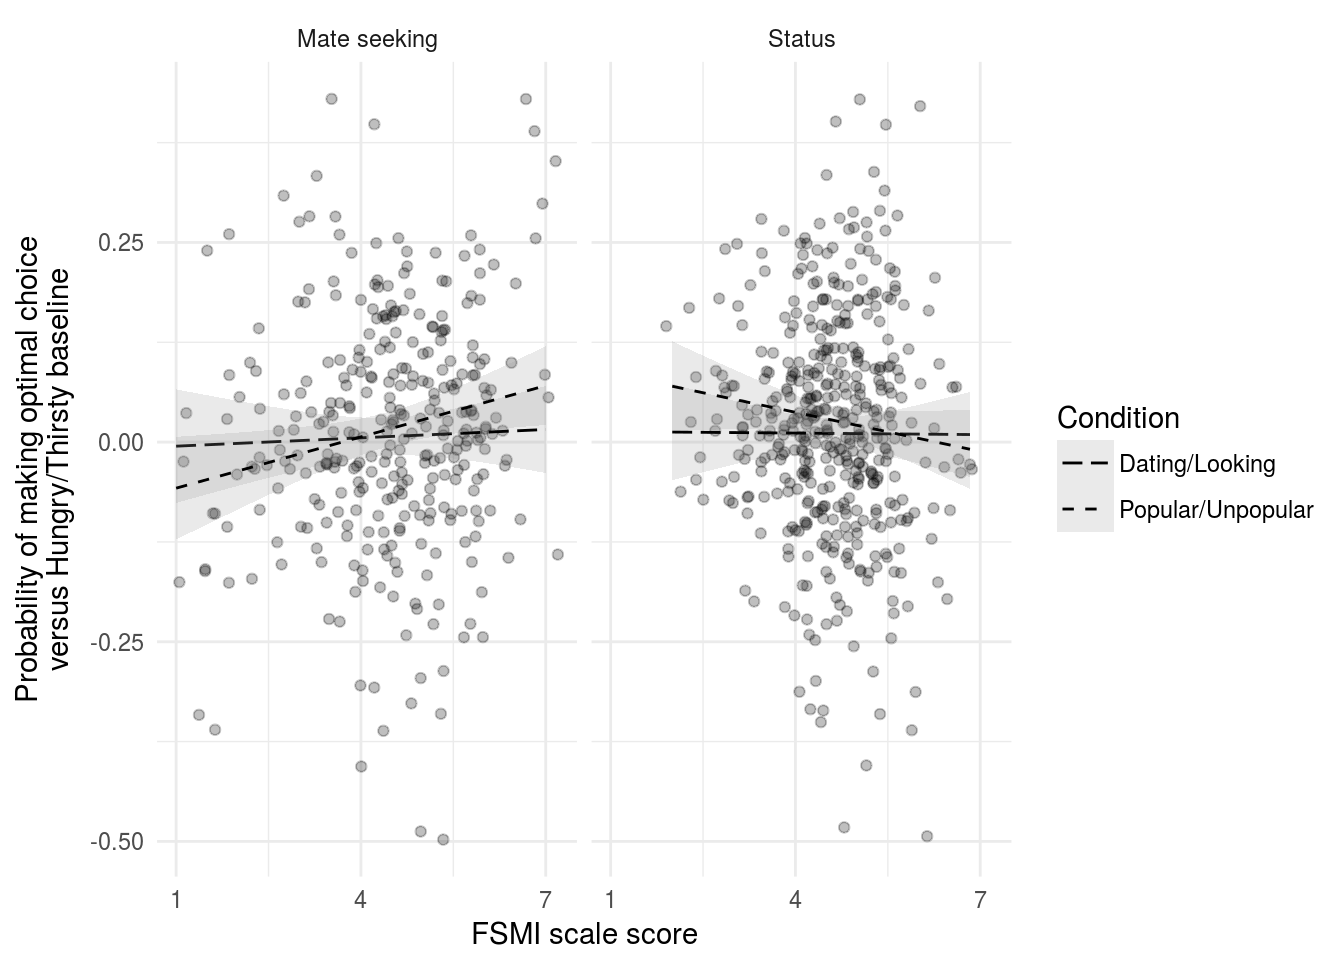 Mate seeking
Status
Probability of making optimal choice
versus Hungry/Thirsty baseline
0.25
0.00
-0.25
-0.50
1
4
7
1
4
7
FSMI scale score
Condition
Dating/Looking
Popular/Unpopular